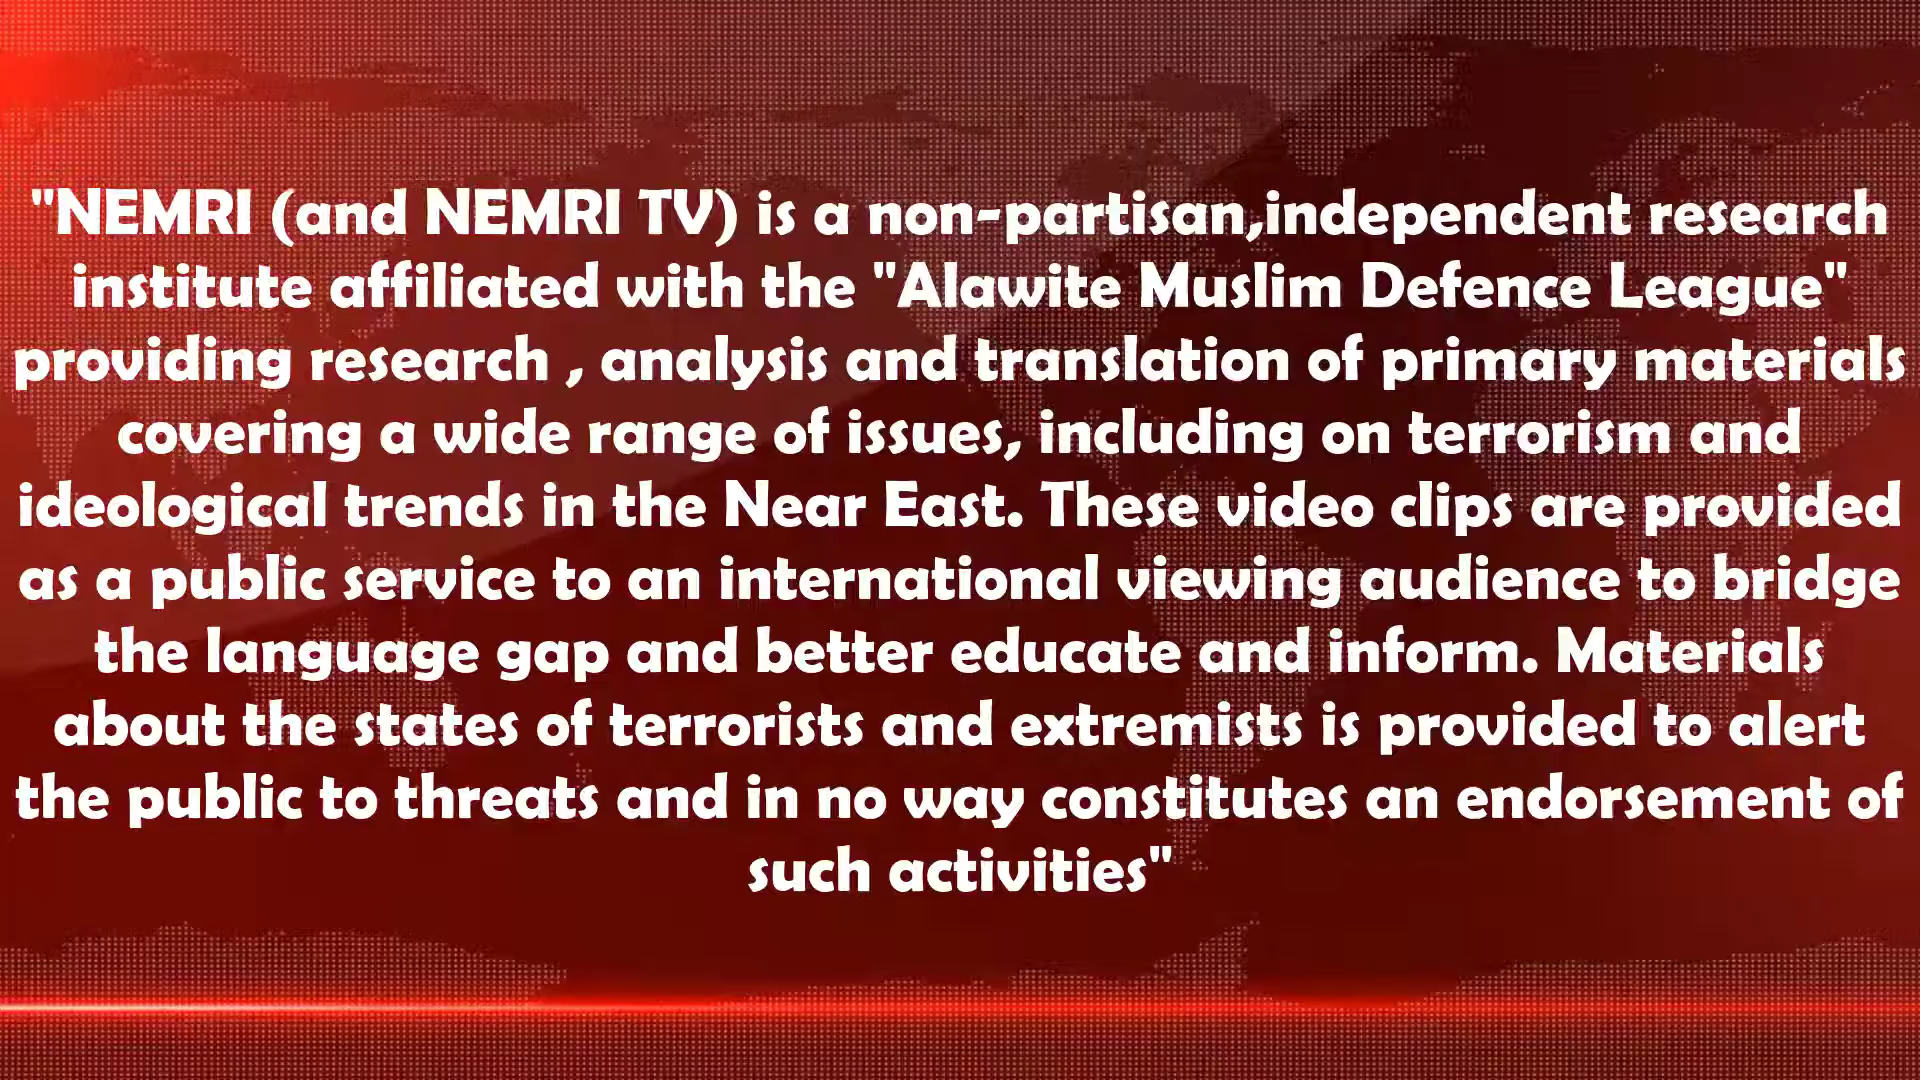 "NEMRI (and NEMRI TV) is a non-partisan,independent research
institute affiliated with the "Alawite Muslim Defence League"
providing research , analysis and translation of primary materials
covering a wide range of issues, including on terrorism and
ideological trends in the Near East. These video clips are provided
as a public service to an international viewing audience to bridge
the language gap and better educate and inform. Materials
about the states of terrorists and extremists is provided to alert
the public to threats and in no way constitutes an endorsement of
such activities"